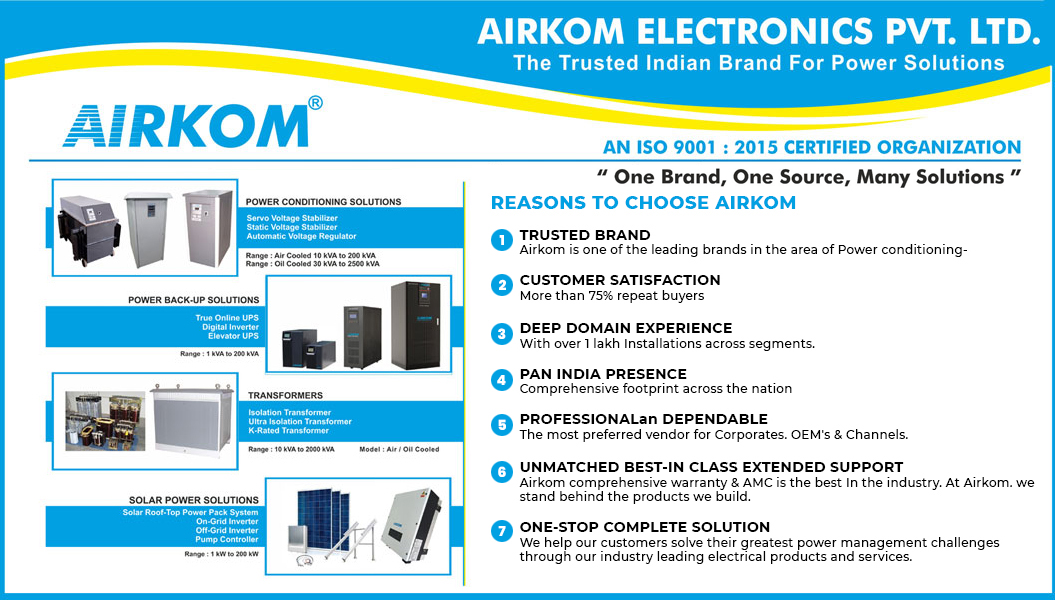 AIRKOM ELECTRONICS PVT. LTD.
The Trusted Indian Brand For Power Solutions
AIRKOM®
AN ISO 9001 : 2015 CERTIFIED ORGANIZATION
“ One Brand, One Source, Many Solutions ”
POWER CONDITIONING SOLUTIONS
Servo Voltage Stabilizer
Static Voltage Stabilizer
Automatic Voltage Regulator
Range : Air Cooled 10 kVA to 200 kVA
Range : Oil Cooled 30 kVA to 2500 kVA
POWER BACK-UP SOLUTIONS
True Online UPS
Digital Inverter
Elevator UPS
Range : 1 kVA to 200 kVA
TRANSFORMERS
Isolation Transformer
Ultra Isolation Transformer
K-Rated Transformer
Range : 10 kVA to 2000 kVA Model : Air / Oil Cooled
SOLAR POWER SOLUTIONS
Solar Roof-Top Power Pack System
On-Grid Inverter
Off-Grid Inverter
Pump Controller
Range : 1 kW to 200 kW
AIRKOM
REASONS TO CHOOSE AIRKOM
1 TRUSTED BRAND
Airkom is one of the leading brands in the area of Power conditioning-
2 CUSTOMER SATISFACTION
More than 75% repeat buyers
3 DEEP DOMAIN EXPERIENCE
With over 1 lakh Installations across segments.
4 PAN INDIA PRESENCE
Comprehensive footprint across the nation
5 PROFESSIONALan DEPENDABLE
The most preferred vendor for Corporates. OEM's & Channels.
6 UNMATCHED BEST-IN CLASS EXTENDED SUPPORT
Airkom comprehensive warranty & AMC is the best In the industry. At Airkom. we
stand behind the products we build.
7 ONE-STOP COMPLETE SOLUTION
We help our customers solve their greatest power management challenges
through our industry leading electrical products and services.